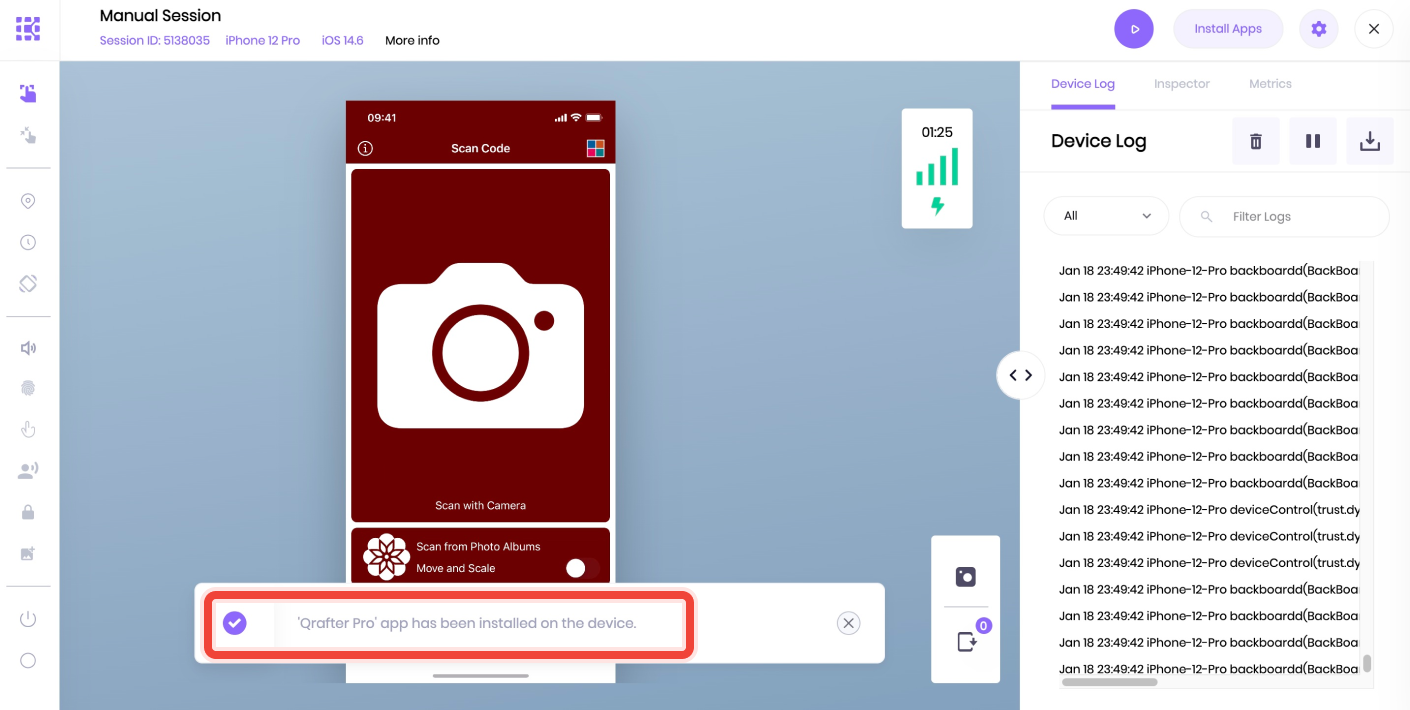 Manual Session
Session ID: 5138035 iPhone 12 Pro iOS 14.6 More info
Install Apps
09:41
Scan Code
Scan with Camera
Scan from Photo Albums
Move and Scale
'Qrafter Pro' app has been installed on the device.
01:25
0
Device Log Inspector Metrics
Device Log
All
Filter Logs
Jan 18 23:49:42 iPhone-12-Pro backboardd(BackBoa
Jan 18 23:49:42 iPhone-12-Pro backboardd(BackBoa
Jan 18 23:49:42 iPhone-12-Pro backboardd(BackBoa
Jan 18 23:49:42 iPhone-12-Pro backboardd(BackBoa
Jan 18 23:49:42 iPhone-12-Pro backboardd(BackBoa
Jan 18 23:49:42 iPhone-12-Pro backboardd(BackBoa
Jan 18 23:49:42 iPhone-12-Pro backboardd(BackBoa
Jan 18 23:49:42 iPhone-12-Pro backboardd(BackBoa
Jan 18 23:49:42 iPhone-12-Pro backboardd(BackBoa
Jan 18 23:49:42 iPhone-12-Pro deviceControl(trust.dy
Jan 18 23:49:42 iPhone-12-Pro deviceControl(trust.dy
Jan 18 23:49:42 iPhone-12-Pro deviceControl(trust.dy
Jan 18 23:49:42 iPhone-12-Pro backboardd(BackBoa
Jan 18 23:49:42 iPhone-12-Pro backboardd(BackBoa
Jan 18 23:49:42 iPhone-12-Pro backboardd(BackBoa
Jan 18 23:49:42 iPhone-12-Pro backboardd(BackBoa